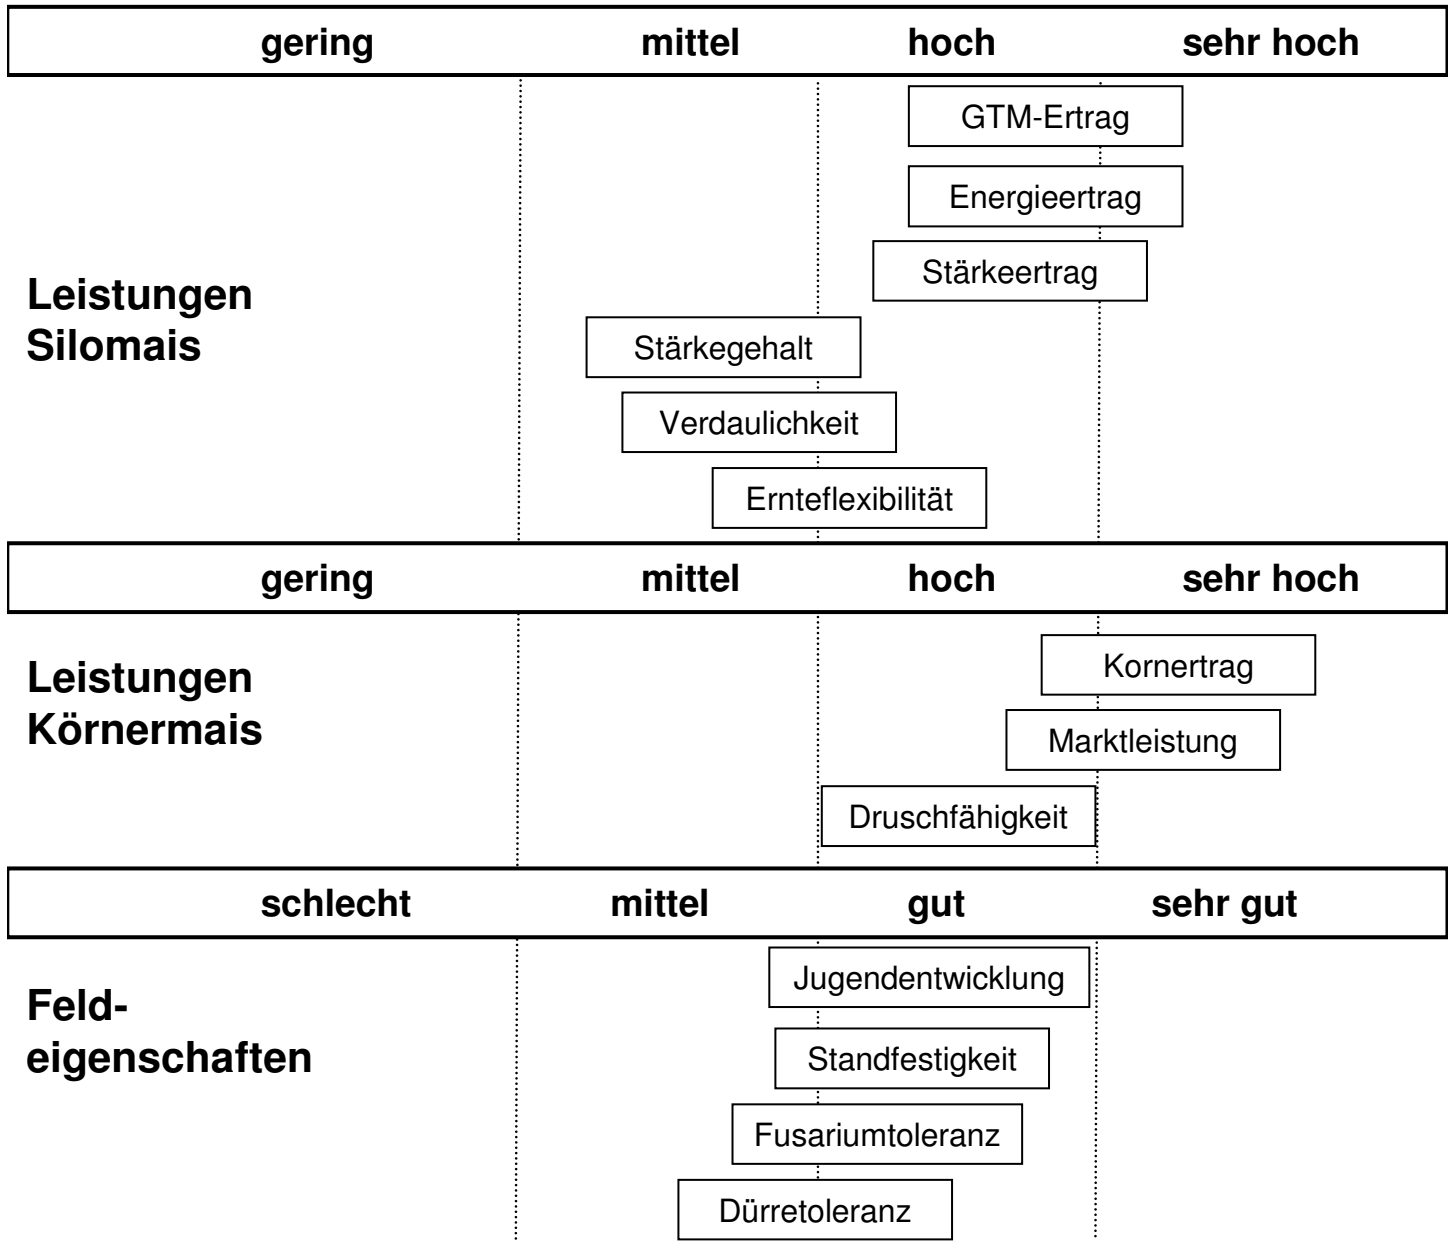 gering mittel hoch sehr hoch
GTM-Ertrag
Energieertrag
Stärkeertrag
Leistungen
Silomais
Stärkegehalt
Verdaulichkeit
Ernteflexibilität
gering mittel hoch sehr hoch
Leistungen
Körnermais
Kornertrag
Marktleistung
Druschfähigkeit
schlecht mittel gut sehr gut
Feld-
eigenschaften
Jugendentwicklung
Standfestigkeit
Fusariumtoleranz
Dürretoleranz